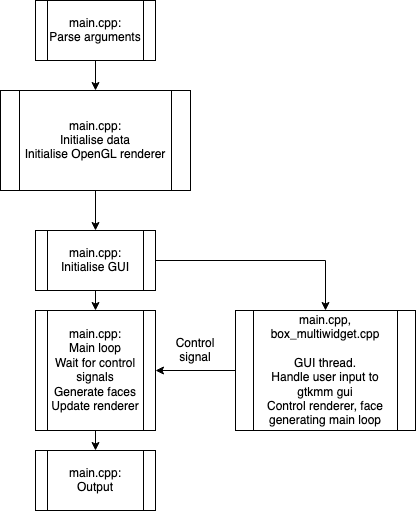 main.cpp:
Parse arguments
main.cpp:
Initialise data
Initialise OpenGL renderer
main.cpp:
Initialise GUI
main.cpp:
Main loop
Wait for control
signals
Generate faces
Update renderer
Control
signal
main.cpp,
box_multiwidget.cpp
GUI thread.
Handle user input to
gtkmm gui
Control renderer, face
generating main loop
main.cpp:
Output